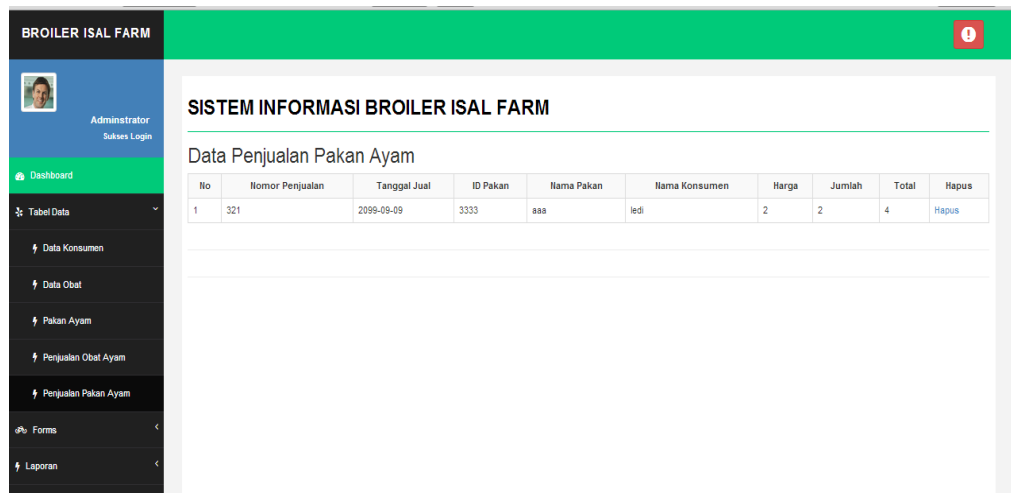 BROILER ISAL FARM
Adminstrator
Sukses Login
Dashboard
Tabel Data
Data Konsumen
Data Obat
Pakan Ayam
Penjualan Obat Ayam
Penjualan Pakan Ayam
Forms
Laporan
SISTEM INFORMASI BROILER ISAL FARM
Data Penjualan Pakan Ayam
No Nomor Penjualan Tanggal Jual ID Pakan Nama Pakan Nama Konsumen Harga Jumlah Total Hapus
1 321 2099-09-09 3333 aaa ledi 2 2 4 Hapus